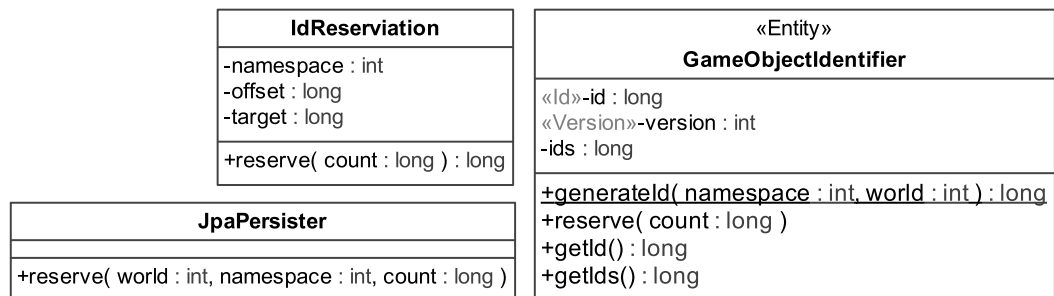 IdReserviation
-namespace : int
-offset : long
-target : long
+reserve( count : long ) : long
JpaPersister
+reserve( world : int, namespace : int, count : long )
«Entity»
GameObjectIdentifier
«Id»-id : long
«Version»-version : int
-ids : long
+generateId( namespace : int, world : int ) : long
+reserve( count : long )
+getId() : long
+getIds() : long